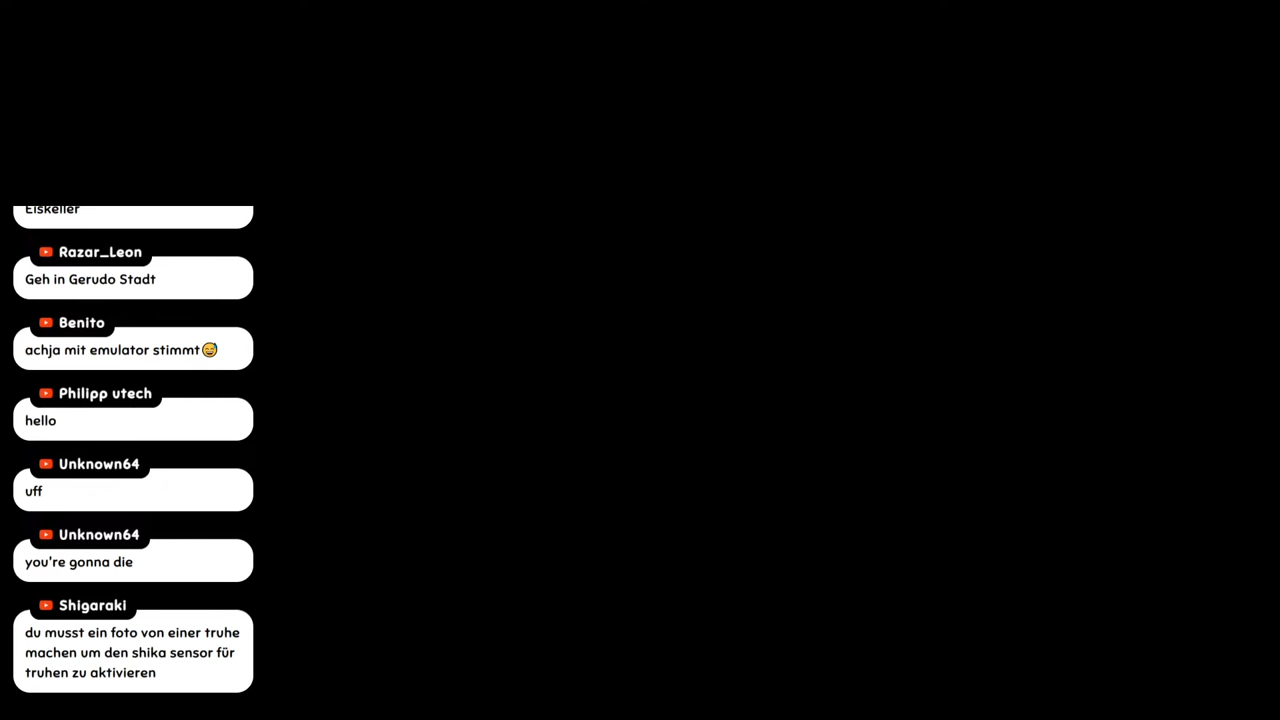 Eiskeller
Razar_Leon
Geh in Gerudo Stadt
Benito
achja mit emulator stimmt😅
Philipp utech
hello
Unknown64
uff
Unknown64
you're gonna die
Shigaraki
du musst ein foto von einer truhe
machen um den shika sensor für
truhen zu aktivieren